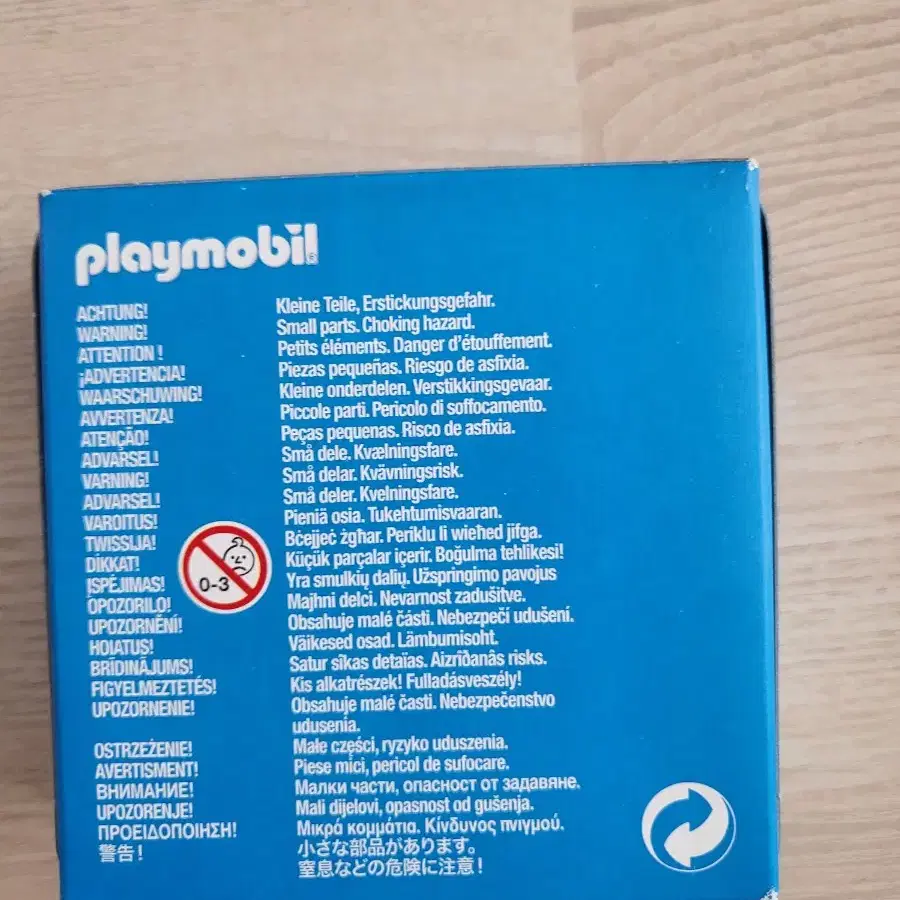 playmobil®
ACHTUNG! Kleine Teile, Erstickungsgefahr.
WARNING! Small parts. Choking hazard.
ATTENTION ! Petits éléments. Danger d'étouffement.
¡ADVERTENCIA! Piezas pequeñas. Riesgo de asfixia.
WAARSCHUWING! Kleine onderdelen. Verstikkingsgevaar.
AVVERTENZA! Piccole parti. Pericolo di soffocamento.
ATENÇÃO! Peças pequenas. Risco de asfixia.
ADVARSEL! Små dele. Kvælningsfare.
VARNING! Små delar. Kvävningsrisk.
ADVARSEL! Små deler. Kvelningsfare.
VAROITUS! Pieniä osia. Tukehtumisvaaran.
TWISSIJA! Bċejjeċ żgħar. Periklu li wieħed jifga.
DİKKAT! Küçük parçalar içerir. Boğulma tehlikesi!
ĮSPĖJIMAS! Yra smulkių dalių. Užspringimo pavojus
OPOZORILO! Majhni delci. Nevarnost zadušitve.
UPOZORNĚNÍ! Obsahuje malé části. Nebezpečí udušení.
HOIATUS! Väikesed osad. Lämbumisoht.
BRĪDINĀJUMS! Satur sīkas detaļas. Aizrīšanās risks.
FIGYELMEZTETÉS! Kis alkatrészek! Fulladásveszély!
UPOZORNENIE! Obsahuje malé časti. Nebezpečenstvo
udusenia.
OSTRZEŻENIE! Małe części, ryzyko uduszenia.
AVERTISMENT! Piese mici, pericol de sufocare.
ВНИМАНИЕ! Малки части, опасност от задавяне.
UPOZORENJE! Mali dijelovi, opasnost od gušenja.
ΠΡΟΕΙΔΟΠΟΙΗΣΗ! Μικρά κομμάτια. Κίνδυνος πνιγμού.
警告! 小さな部品があります。
窒息などの危険に注意!
0-3